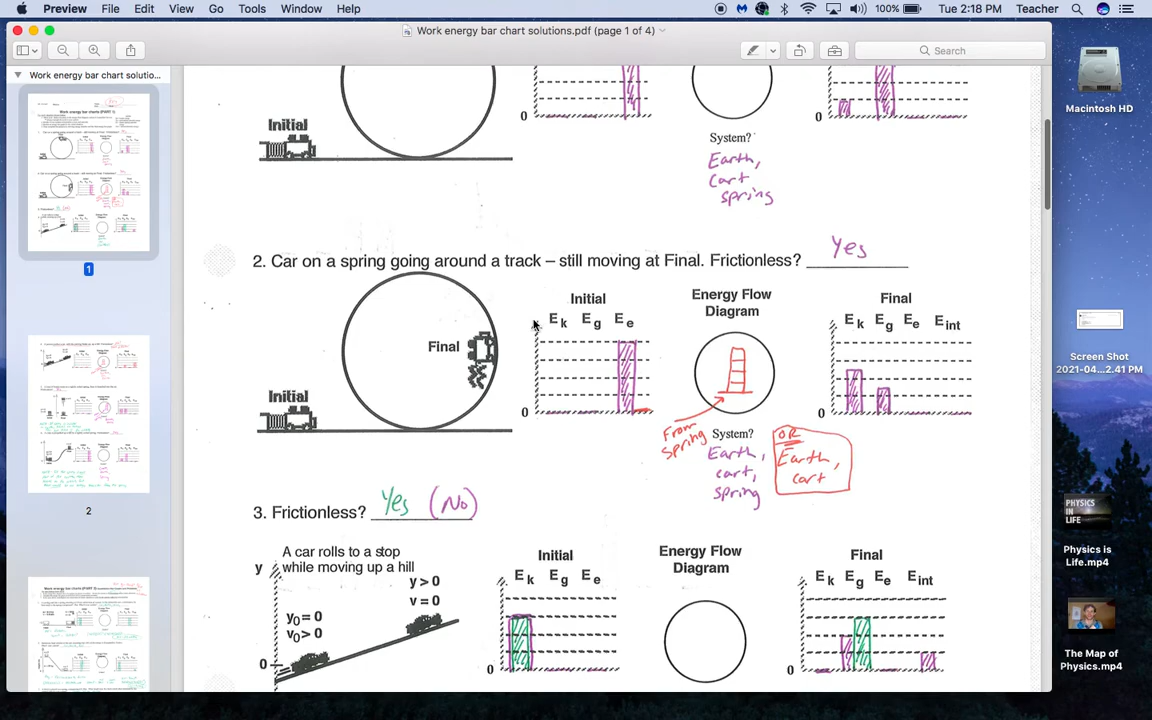 Preview File Edit View Go Tools Window Help 100% Tue 2:18 PM Teacher
Work energy bar chart solutions.pdf (page 1 of 4)
Search
Work energy bar chart solutio...
1
2
Macintosh HD
Screen Shot
2021-04...2.41 PM
PHYSICS
IN
LIFE
Physics is
Life.mp4
The Map of
Physics.mp4
Initial
0
0
System?
Earth,
cart
spring
2. Car on a spring going around a track – still moving at Final. Frictionless? Yes
Final
Initial
Initial
Ek Eg Ee
0
Energy Flow
Diagram
From
Spring
System?
Earth,
cart,
spring
OR
Earth,
cart
Final
Ek Eg Ee Eint
0
3. Frictionless? Yes (No)
A car rolls to a stop
while moving up a hill
y
y > 0
v = 0
y0 = 0
v0 > 0
0
Initial
Ek Eg Ee
0
Energy Flow
Diagram
Final
Ek Eg Ee Eint
0